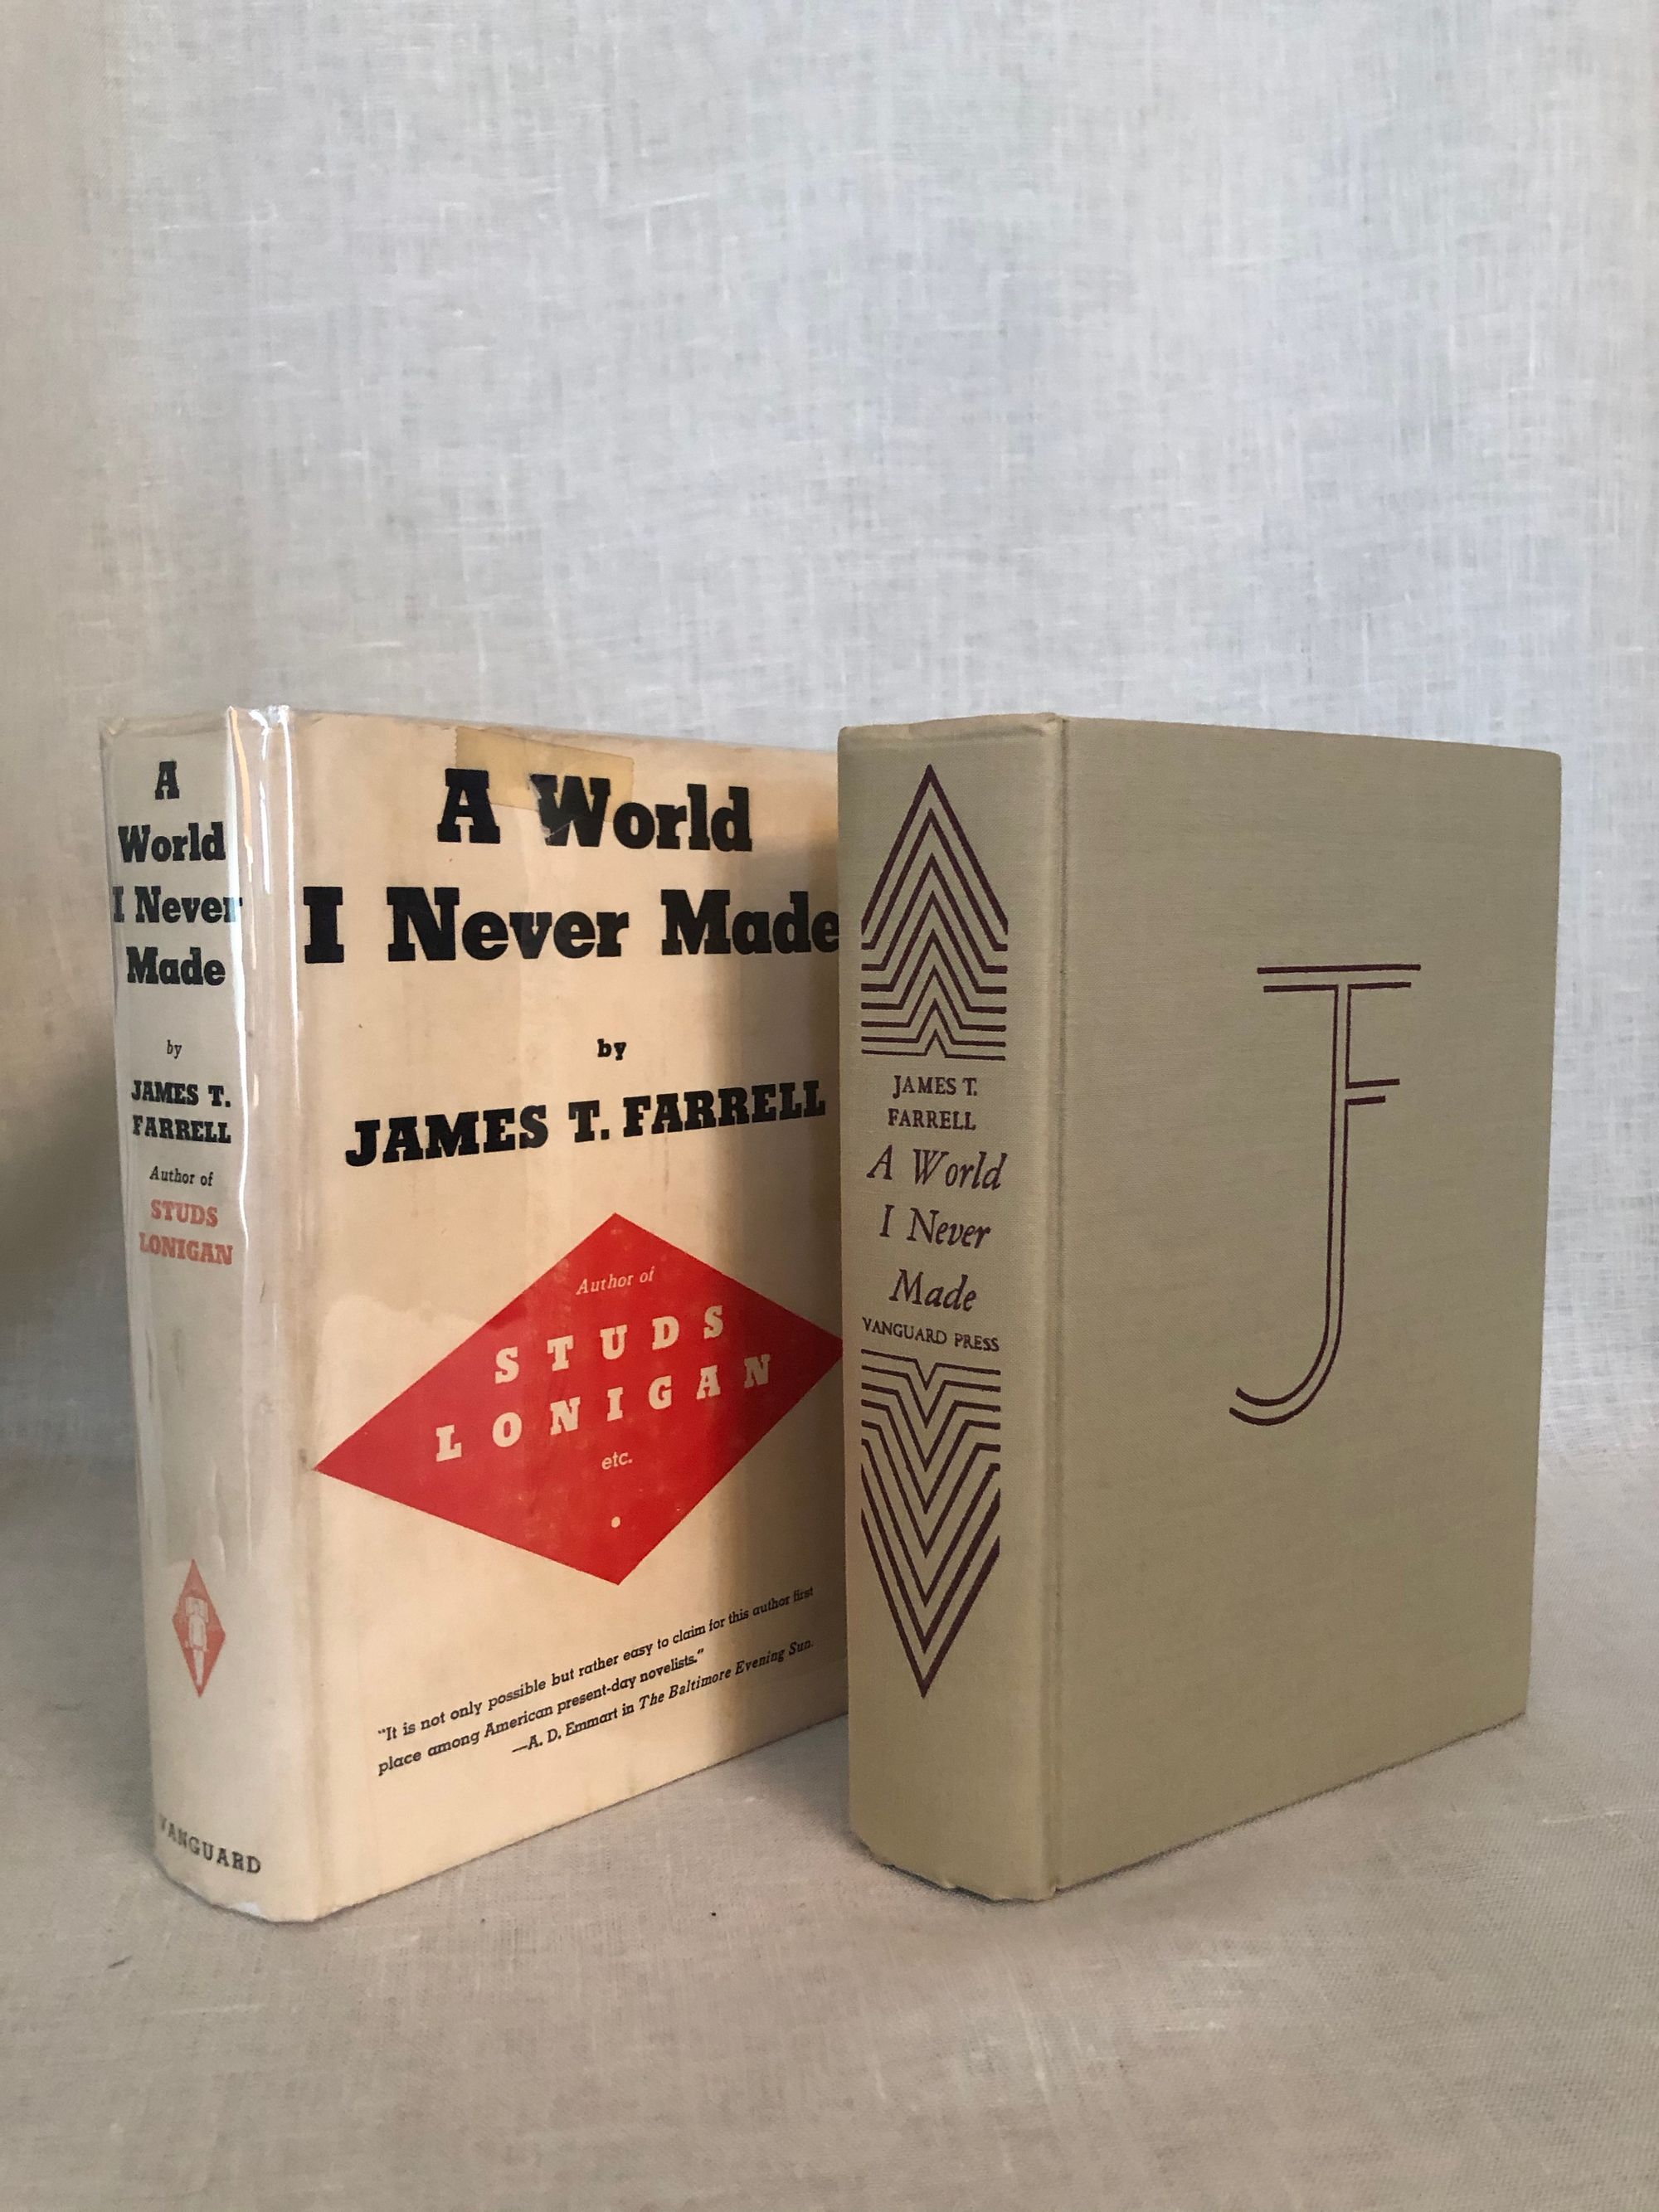 A
World
I Never
Made
by
JAMES T.
FARRELL
Author of
STUDS
LONIGAN
VANGUARD
A World
I Never Made
by
JAMES T. FARRELL
Author of
STUDS
LONIGAN
etc.
"It is not only possible but rather easy to claim for this author first
place among American present-day novelists."
—A. D. Emmart in The Baltimore Evening Sun.
JAMES T.
FARRELL
A World
I Never
Made
VANGUARD PRESS
JTF